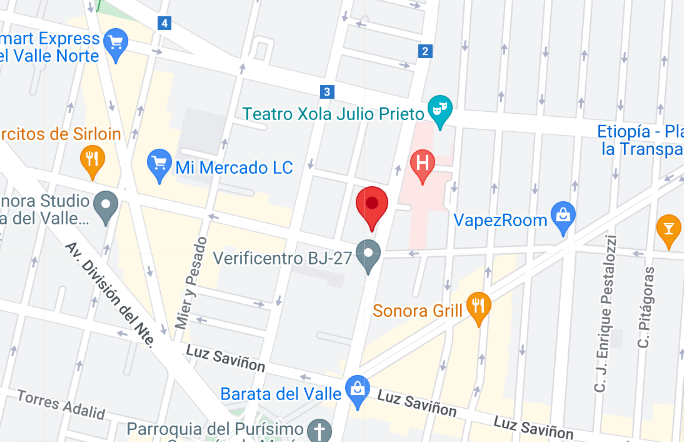 4
mart Express
el Valle Norte
2
3
Teatro Xola Julio Prieto
Etiopía - Pla
la Transpa
rcitos de Sirloin
H
Mi Mercado LC
nora Studio
a del Valle...
VapezRoom
Verificentro BJ-27
Mier y Pesado
Av. División del Nte.
Sonora Grill
C. J. Enrique Pestalozzi
C. Pitágoras
Luz Saviñon
Barata del Valle
Luz Saviñon
Luz Saviñon
Torres Adalid
Parroquia del Purísimo